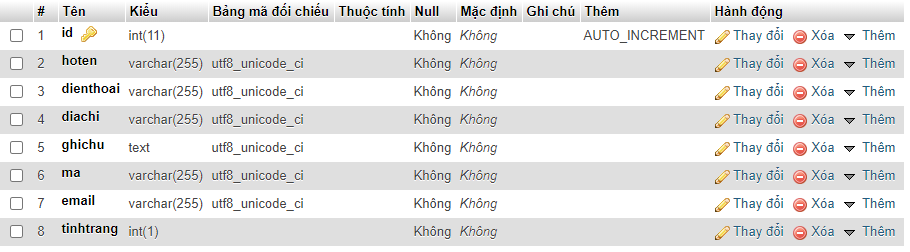 # Tên Kiểu Bảng mã đối chiếu Thuộc tính Null Mặc định Ghi chú Thêm Hành động
1 id int(11) Không Không AUTO_INCREMENT Thay đổi Xóa Thêm
2 hoten varchar(255) utf8_unicode_ci Không Không Thay đổi Xóa Thêm
3 dienthoai varchar(255) utf8_unicode_ci Không Không Thay đổi Xóa Thêm
4 diachi varchar(255) utf8_unicode_ci Không Không Thay đổi Xóa Thêm
5 ghichu text utf8_unicode_ci Không Không Thay đổi Xóa Thêm
6 ma varchar(255) utf8_unicode_ci Không Không Thay đổi Xóa Thêm
7 email varchar(255) utf8_unicode_ci Không Không Thay đổi Xóa Thêm
8 tinhtrang int(1) Không Không Thay đổi Xóa Thêm